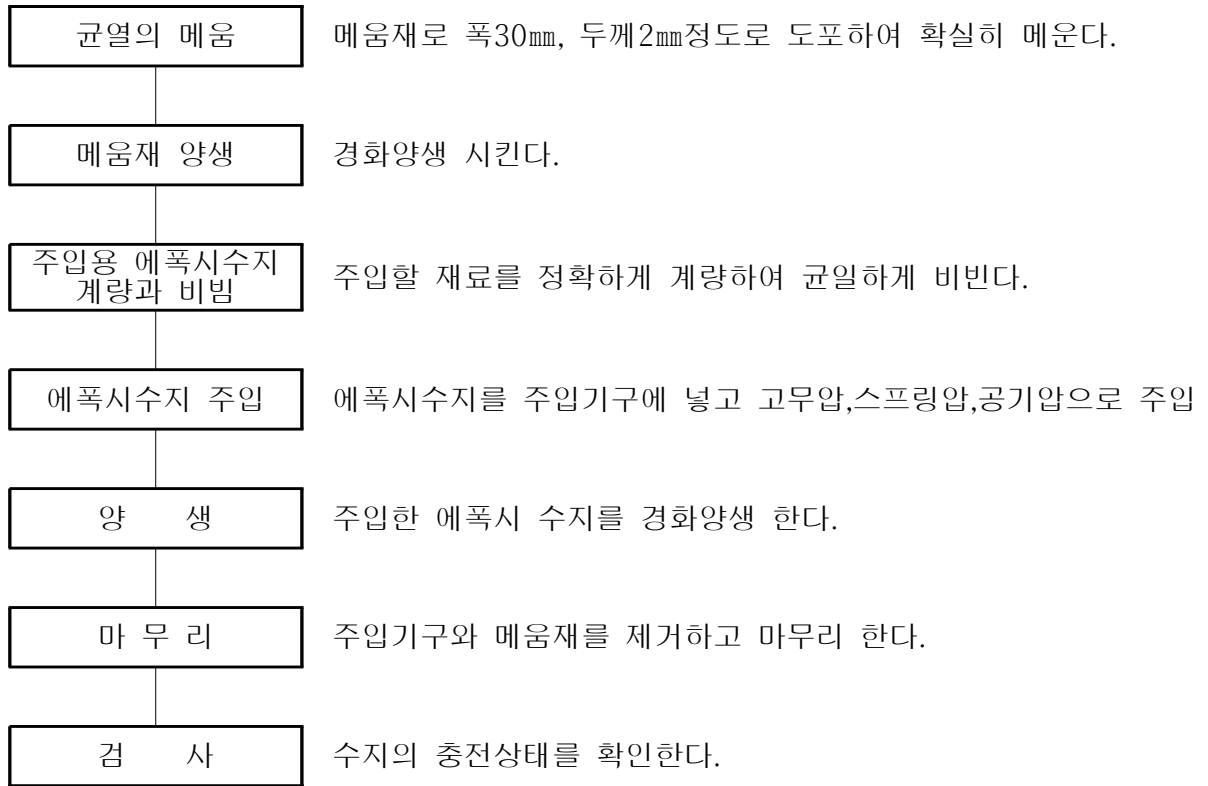 균열의 메움
메움재로 폭30㎜, 두께2㎜정도로 도포하여 확실히 메운다.
메움재 양생
경화양생 시킨다.
주입용 에폭시수지
계량과 비빔
주입할 재료를 정확하게 계량하여 균일하게 비빈다.
에폭시수지 주입
에폭시수지를 주입기구에 넣고 고무압,스프링압,공기압으로 주입
양 생
주입한 에폭시 수지를 경화양생 한다.
마 무 리
주입기구와 메움재를 제거하고 마무리 한다.
검 사
수지의 충전상태를 확인한다.